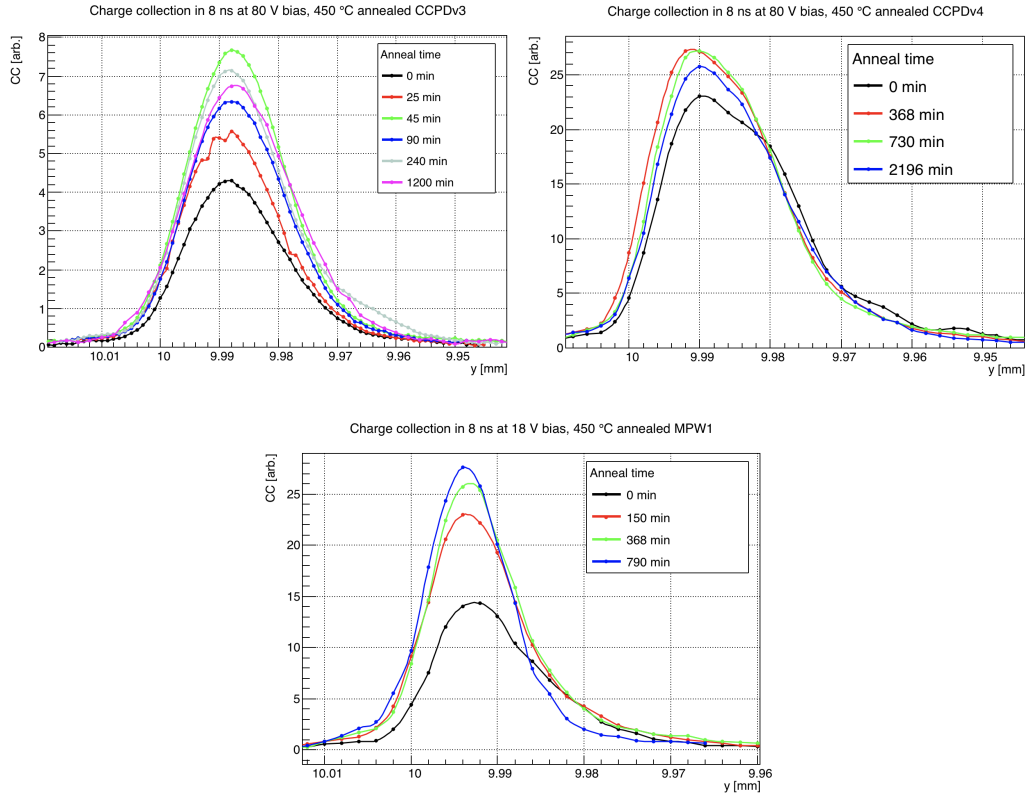 Charge collection in 8 ns at 80 V bias, 450 °C annealed CCPDv3
CC [arb.]
8
7
6
5
4
3
2
1
0
10.01
10
9.99
9.98
9.97
9.96
9.95
y [mm]
Anneal time
0 min
25 min
45 min
90 min
240 min
1200 min
Charge collection in 8 ns at 80 V bias, 450 °C annealed CCPDv4
CC [arb.]
25
20
15
10
5
0
10
9.99
9.98
9.97
9.96
9.95
y [mm]
Anneal time
0 min
368 min
730 min
2196 min
Charge collection in 8 ns at 18 V bias, 450 °C annealed MPW1
CC [arb.]
25
20
15
10
5
0
10.01
10
9.99
9.98
9.97
9.96
y [mm]
Anneal time
0 min
150 min
368 min
790 min